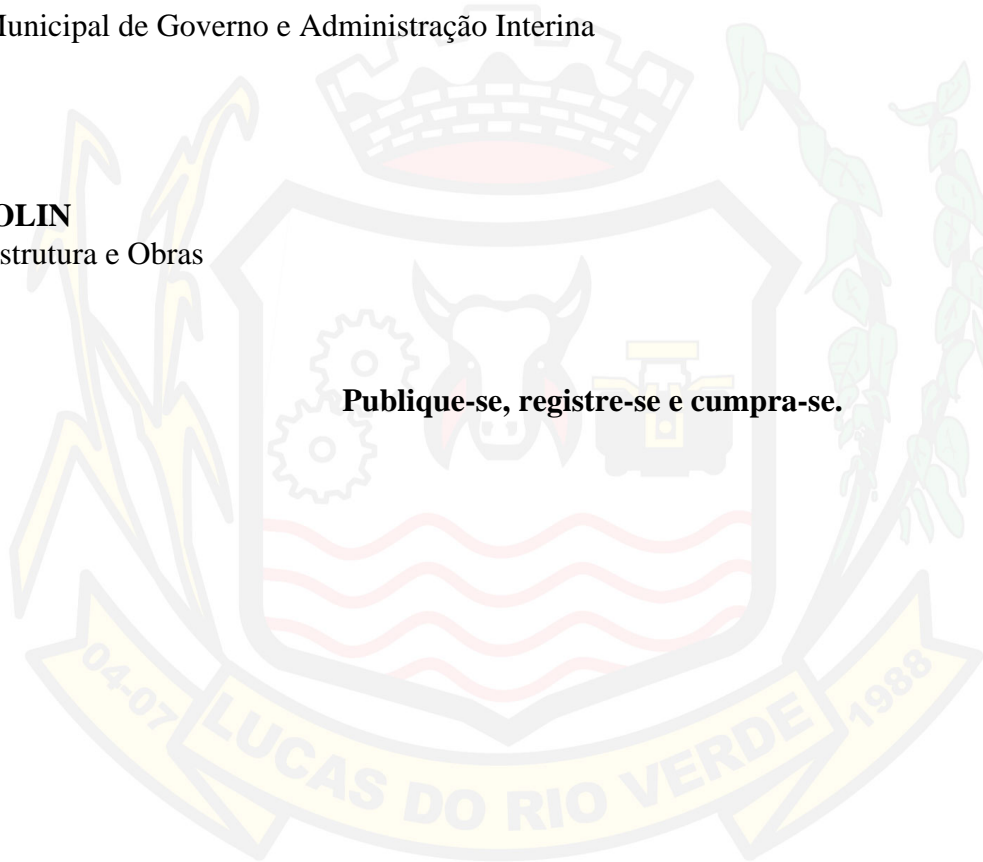 Municipal de Governo e Administração Interina
OLIN
strutura e Obras
Publique-se, registre-se e cumpra-se.
04-07
LUCAS DO RIO VERDE
1988